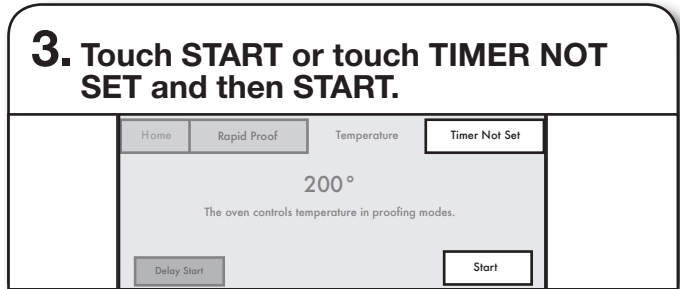 3. Touch START or touch TIMER NOT
SET and then START.
Home Rapid Proof Temperature Timer Not Set
200°
The oven controls temperature in proofing modes.
Delay Start Start